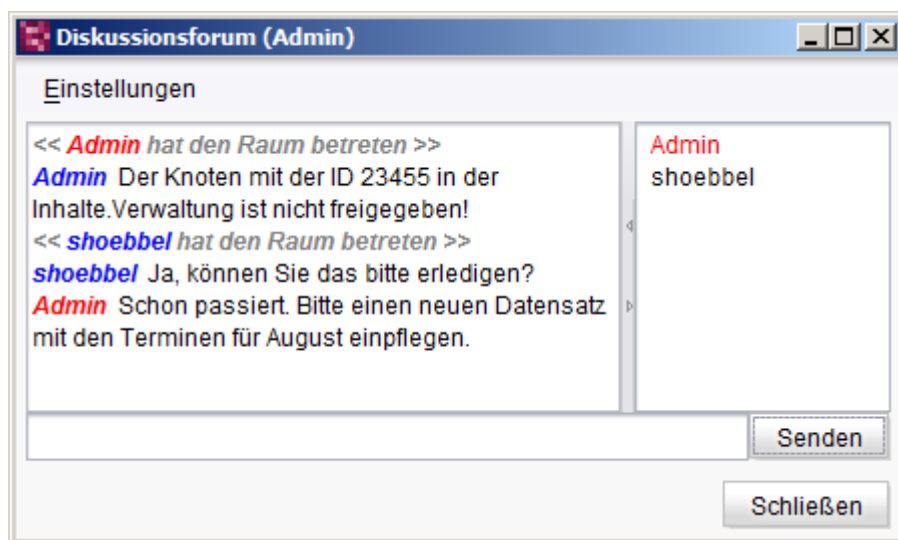 Diskussionsforum (Admin)
Einstellungen
<< Admin hat den Raum betreten >>
Admin Der Knoten mit der ID 23455 in der
Inhalte.Verwaltung ist nicht freigegeben!
<< shoebbel hat den Raum betreten >>
shoebbel Ja, können Sie das bitte erledigen?
Admin Schon passiert. Bitte einen neuen Datensatz
mit den Terminen für August einpflegen.
Admin
shoebbel
Senden
Schließen